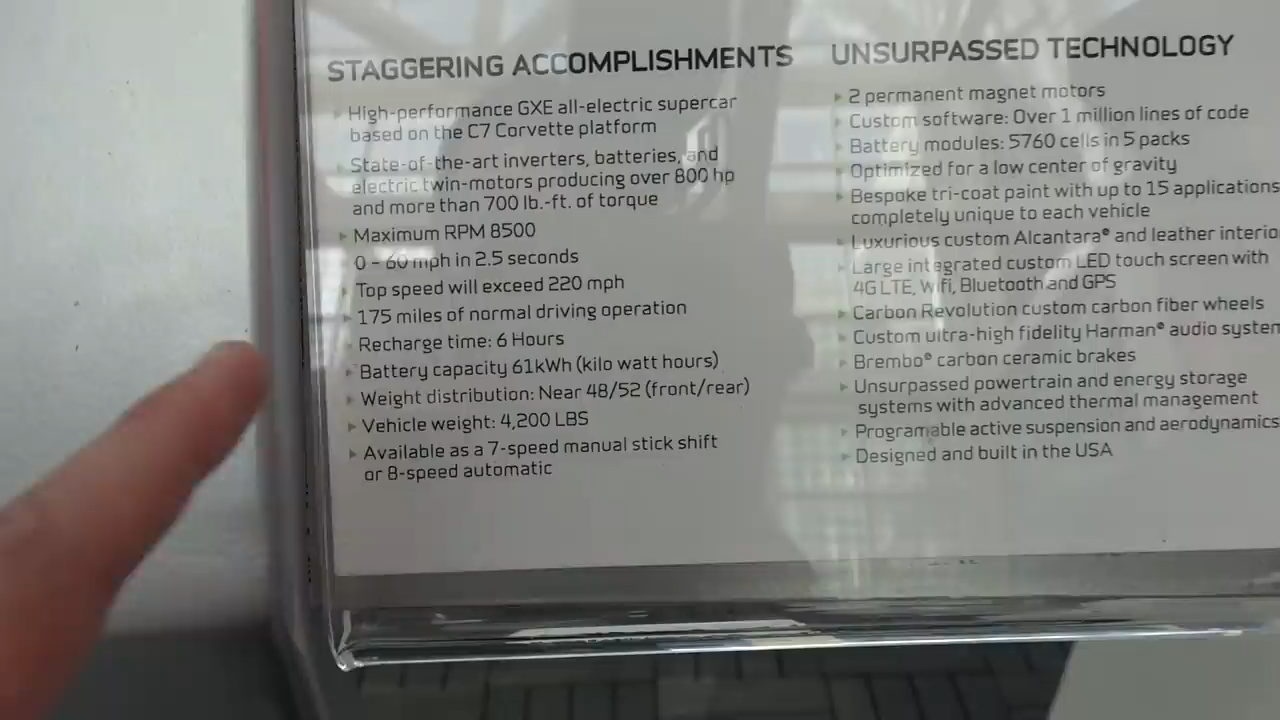 STAGGERING ACCOMPLISHMENTS
High-performance GXE all-electric supercar
based on the C7 Corvette platform
State-of-the-art inverters, batteries, and
electric twin-motors producing over 800 hp
and more than 700 lb.-ft. of torque
Maximum RPM 8500
0 - 60 mph in 2.5 seconds
Top speed will exceed 220 mph
175 miles of normal driving operation
Recharge time: 6 Hours
Battery capacity 61kWh (kilo watt hours)
Weight distribution: Near 48/52 (front/rear)
Vehicle weight: 4,200 LBS
Available as a 7-speed manual stick shift
or 8-speed automatic
UNSURPASSED TECHNOLOGY
2 permanent magnet motors
Custom software: Over 1 million lines of code
Battery modules: 5760 cells in 5 packs
Optimized for a low center of gravity
Bespoke tri-coat paint with up to 15 applications
completely unique to each vehicle
Luxurious custom Alcantara® and leather interio
Large integrated custom LED touch screen with
4G LTE, Wifi, Bluetooth and GPS
Carbon Revolution custom carbon fiber wheels
Custom ultra-high fidelity Harman® audio system
Brembo® carbon ceramic brakes
Unsurpassed powertrain and energy storage
systems with advanced thermal management
Programable active suspension and aerodynamics
Designed and built in the USA